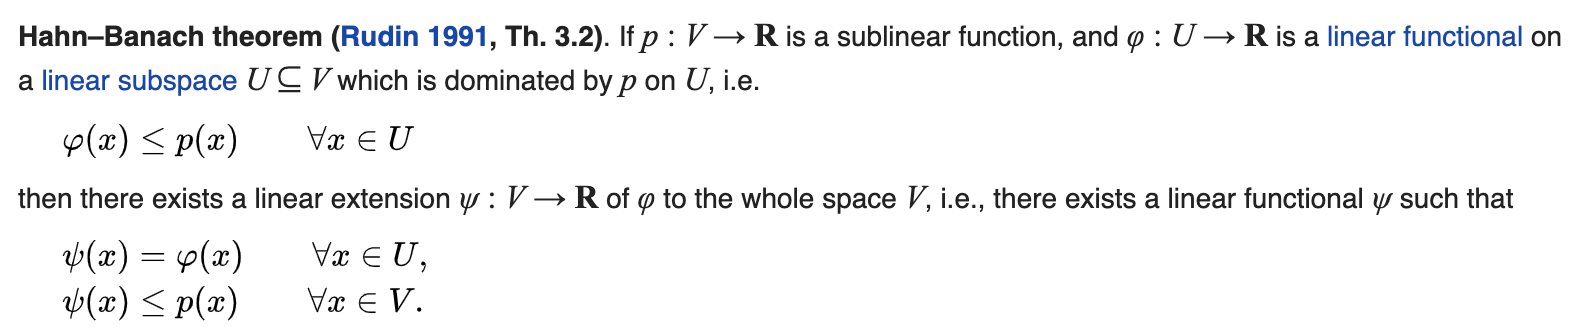 Hahn–Banach theorem (Rudin 1991, Th. 3.2). If p : V → R is a sublinear function, and φ : U → R is a linear functional on
a linear subspace U ⊆ V which is dominated by p on U, i.e.
φ(x) ≤ p(x)  ∀x ∈ U
then there exists a linear extension ψ : V → R of φ to the whole space V, i.e., there exists a linear functional ψ such that
ψ(x) = φ(x)  ∀x ∈ U,
ψ(x) ≤ p(x)  ∀x ∈ V.